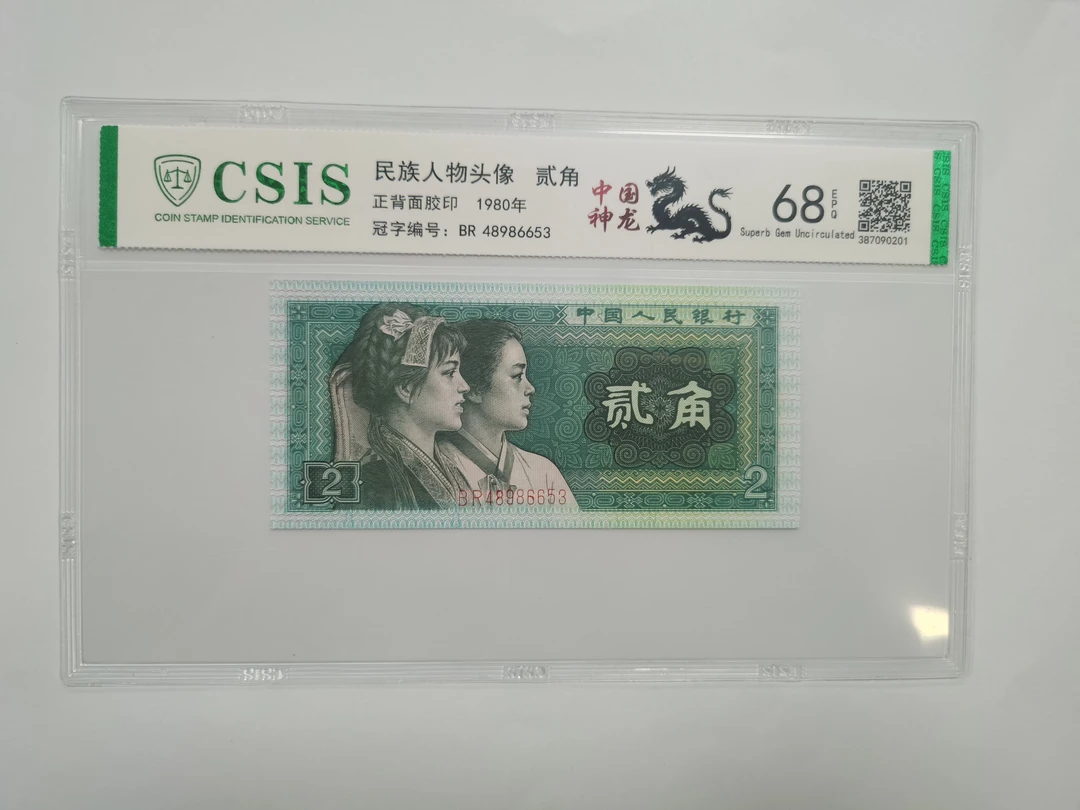 CSIS
COIN STAMP IDENTIFICATION SERVICE
民族人物头像 贰角
正背面胶印 1980年
冠字编号: BR 48986653
中国
神龙
68
EPQ
Superb Gem Uncirculated
387090201
中国人民银行
贰角
2
BR48986653
2